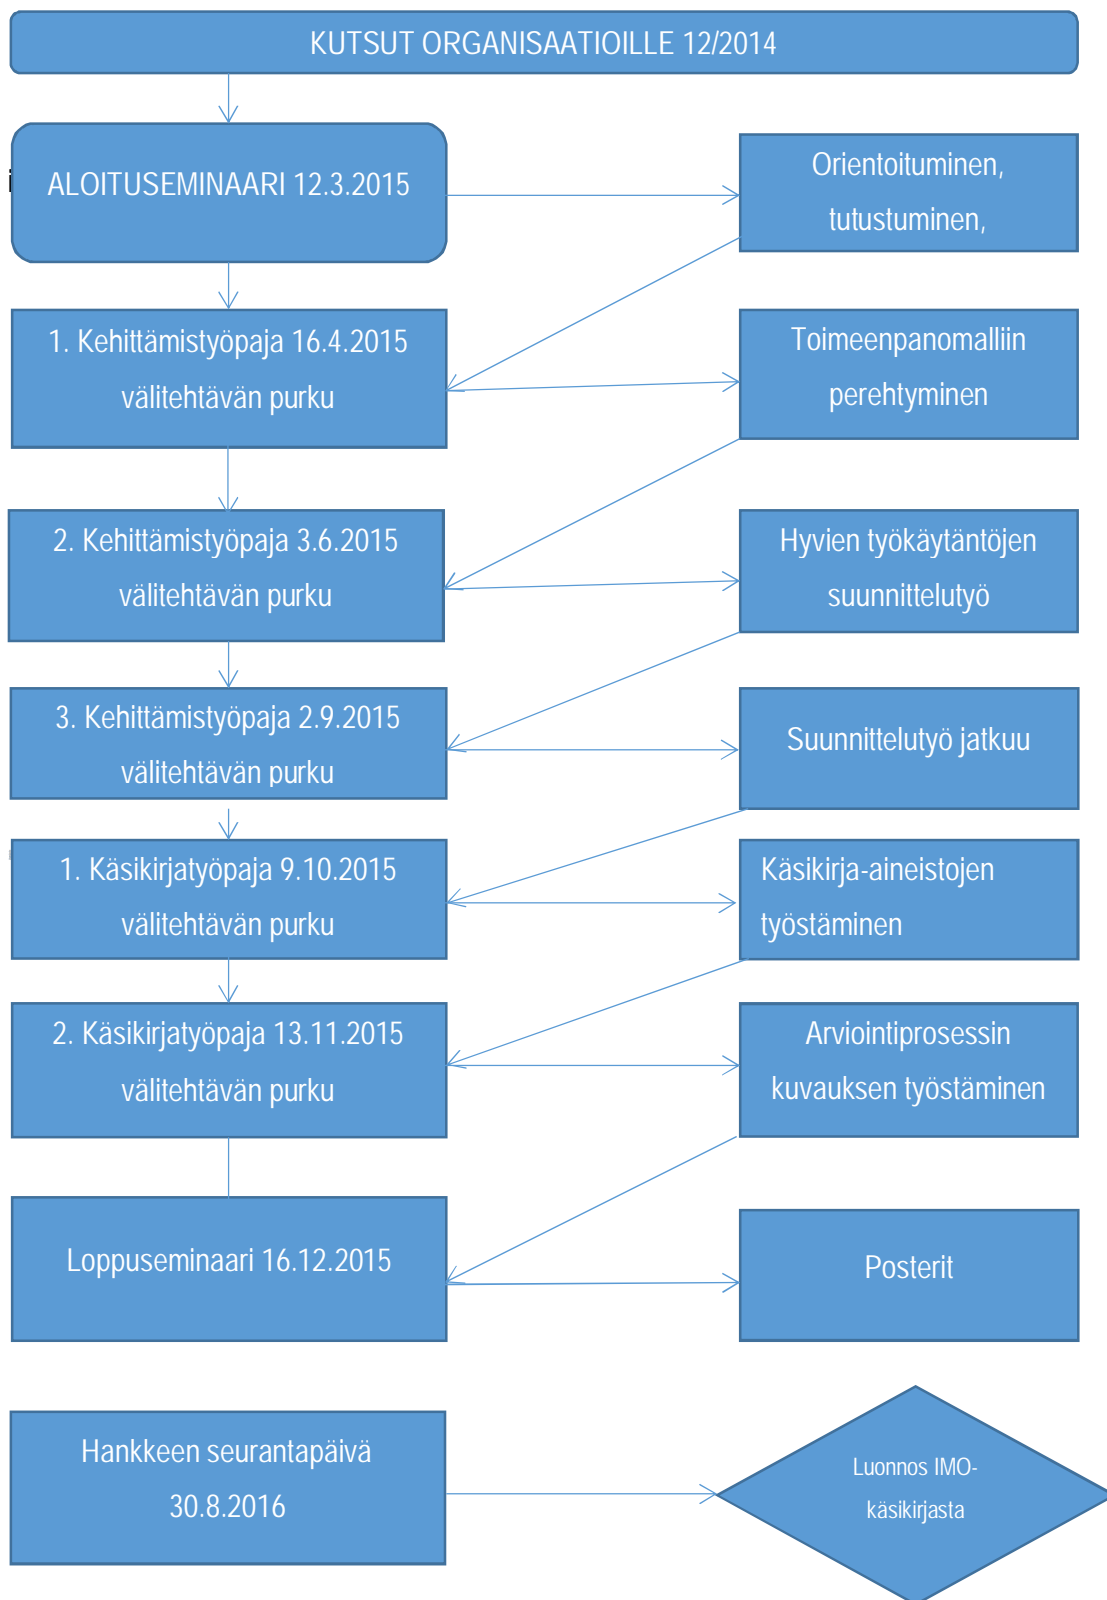 KUTSUT ORGANISAATIOILLE 12/2014
i
ALOITUSEMINAARI 12.3.2015
Orientoituminen,
tutustuminen,
1. Kehittämistyöpaja 16.4.2015
välitehtävän purku
Toimeenpanomalliin
perehtyminen
2. Kehittämistyöpaja 3.6.2015
välitehtävän purku
Hyvien työkäytäntöjen
suunnittelutyö
3. Kehittämistyöpaja 2.9.2015
välitehtävän purku
Suunnittelutyö jatkuu
1. Käsikirjatyöpaja 9.10.2015
välitehtävän purku
Käsikirja-aineistojen
työstäminen
2. Käsikirjatyöpaja 13.11.2015
välitehtävän purku
Arviointiprosessin
kuvauksen työstäminen
Loppuseminaari 16.12.2015
Posterit
Hankkeen seurantapäivä
30.8.2016
Luonnos IMO-
käsikirjasta